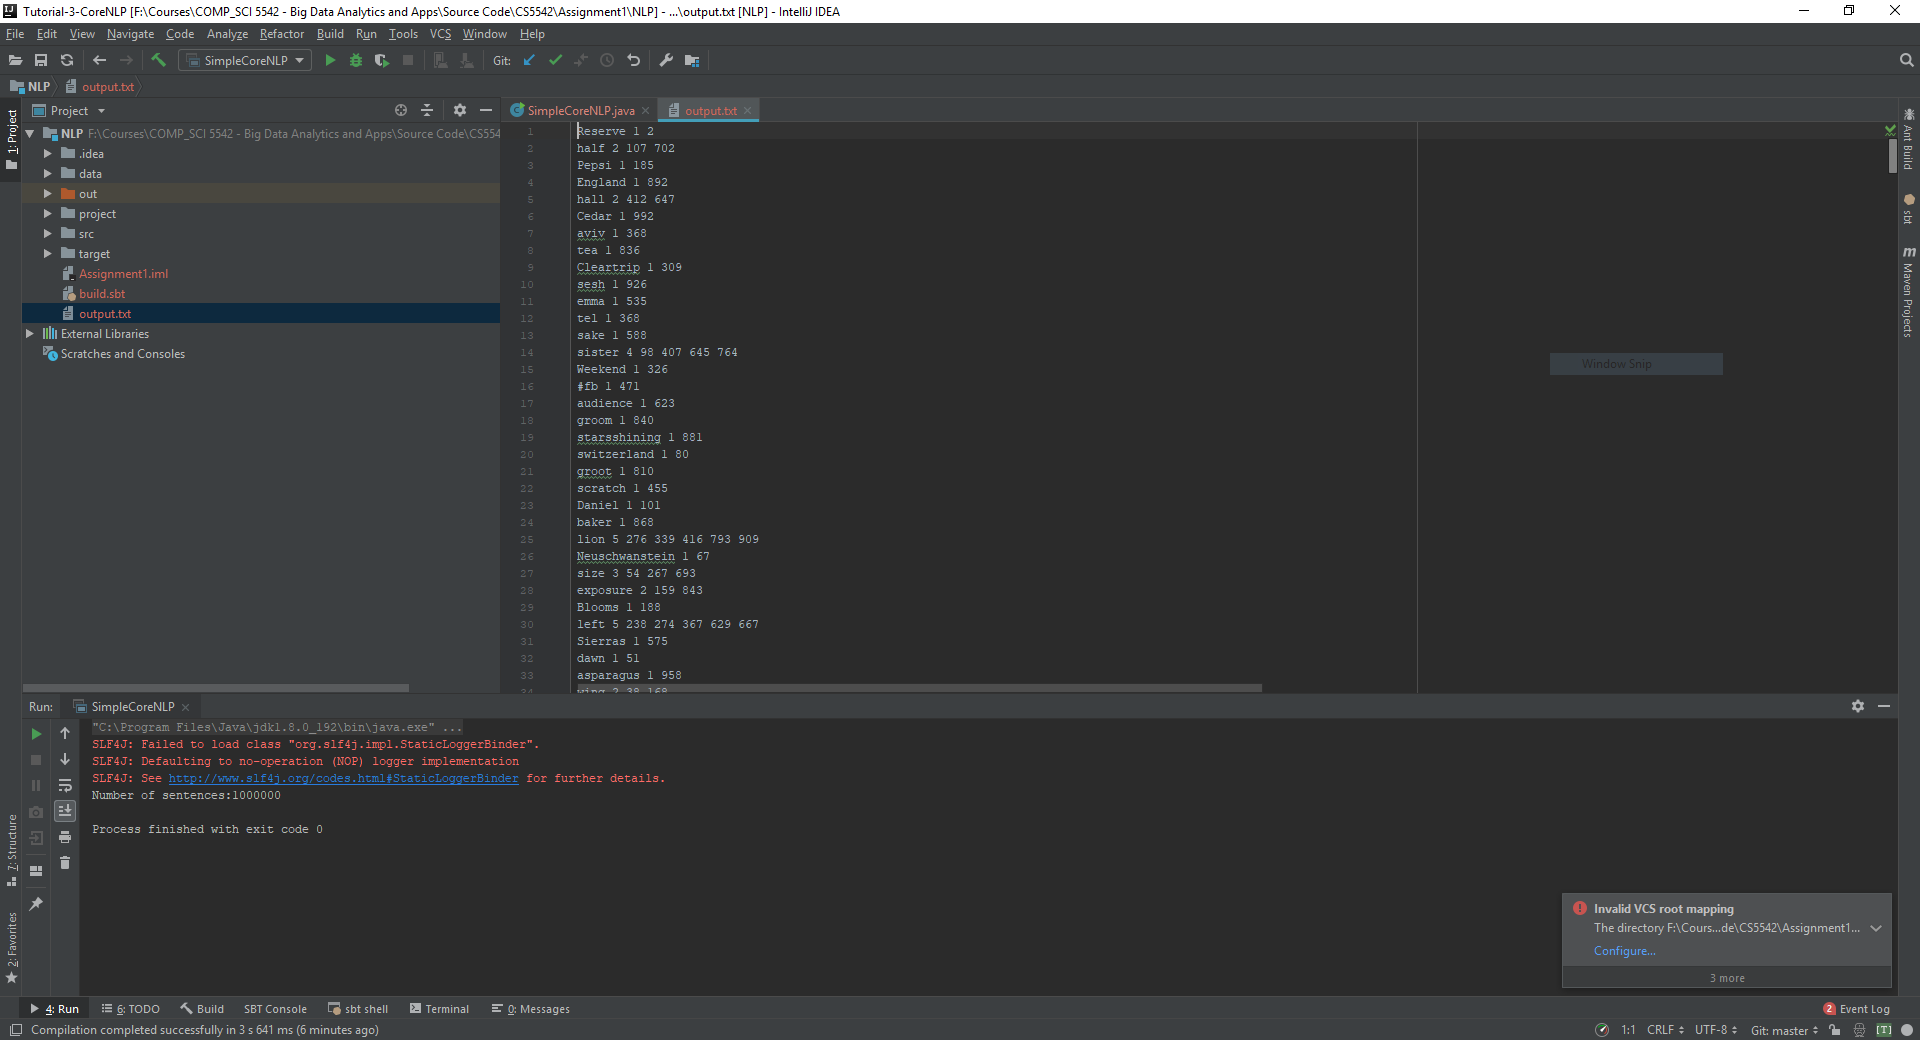 Tutorial-3-CoreNLP [F:\Courses\COMP_SCI 5542 - Big Data Analytics and Apps\Source Code\CS5542\Assignment1\NLP] - ...\output.txt [NLP] - IntelliJ IDEA
File Edit View Navigate Code Analyze Refactor Build Run Tools VCS Window Help
SimpleCoreNLP Git:
NLP output.txt
1: Project
Project
NLP F:\Courses\COMP_SCI 5542 - Big Data Analytics and Apps\Source Code\CS554
.idea
data
out
project
src
target
Assignment1.iml
build.sbt
output.txt
External Libraries
Scratches and Consoles
SimpleCoreNLP.java output.txt
1 Reserve 1 2
2 half 2 107 702
3 Pepsi 1 185
4 England 1 892
5 hall 2 412 647
6 Cedar 1 992
7 aviv 1 368
8 tea 1 836
9 Cleartrip 1 309
10 sesh 1 926
11 emma 1 535
12 tel 1 368
13 sake 1 588
14 sister 4 98 407 645 764
15 Weekend 1 326
16 #fb 1 471
17 audience 1 623
18 groom 1 840
19 starsshining 1 881
20 switzerland 1 80
21 groot 1 810
22 scratch 1 455
23 Daniel 1 101
24 baker 1 868
25 lion 5 276 339 416 793 909
26 Neuschwanstein 1 67
27 size 3 54 267 693
28 exposure 2 159 843
29 Blooms 1 188
30 left 5 238 274 367 629 667
31 Sierras 1 575
32 dawn 1 51
33 asparagus 1 958
34 wing 2 38 168
Window Snip
Ant Build
sbt
Maven Projects
Run: SimpleCoreNLP
"C:\Program Files\Java\jdk1.8.0_192\bin\java.exe" ...
SLF4J: Failed to load class "org.slf4j.impl.StaticLoggerBinder".
SLF4J: Defaulting to no-operation (NOP) logger implementation
SLF4J: See http://www.slf4j.org/codes.html#StaticLoggerBinder for further details.
Number of sentences:1000000
Process finished with exit code 0
7: Structure
2: Favorites
Invalid VCS root mapping
The directory F:\Cours...de\CS5542\Assignment1...
Configure...
3 more
4: Run 6: TODO Build SBT Console sbt shell Terminal 0: Messages 2 Event Log
Compilation completed successfully in 3 s 641 ms (6 minutes ago) 1:1 CRLF UTF-8 Git: master [T]